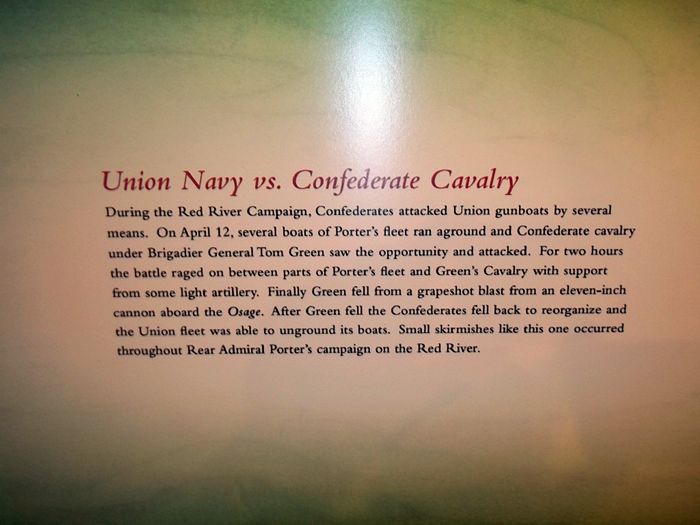 Union Navy vs. Confederate Cavalry
During the Red River Campaign, Confederates attacked Union gunboats by several
means. On April 12, several boats of Porter's fleet ran aground and Confederate cavalry
under Brigadier General Tom Green saw the opportunity and attacked. For two hours
the battle raged on between parts of Porter's fleet and Green's Cavalry with support
from some light artillery. Finally Green fell from a grapeshot blast from an eleven-inch
cannon aboard the Osage. After Green fell the Confederates fell back to reorganize and
the Union fleet was able to unground its boats. Small skirmishes like this one occurred
throughout Rear Admiral Porter's campaign on the Red River.